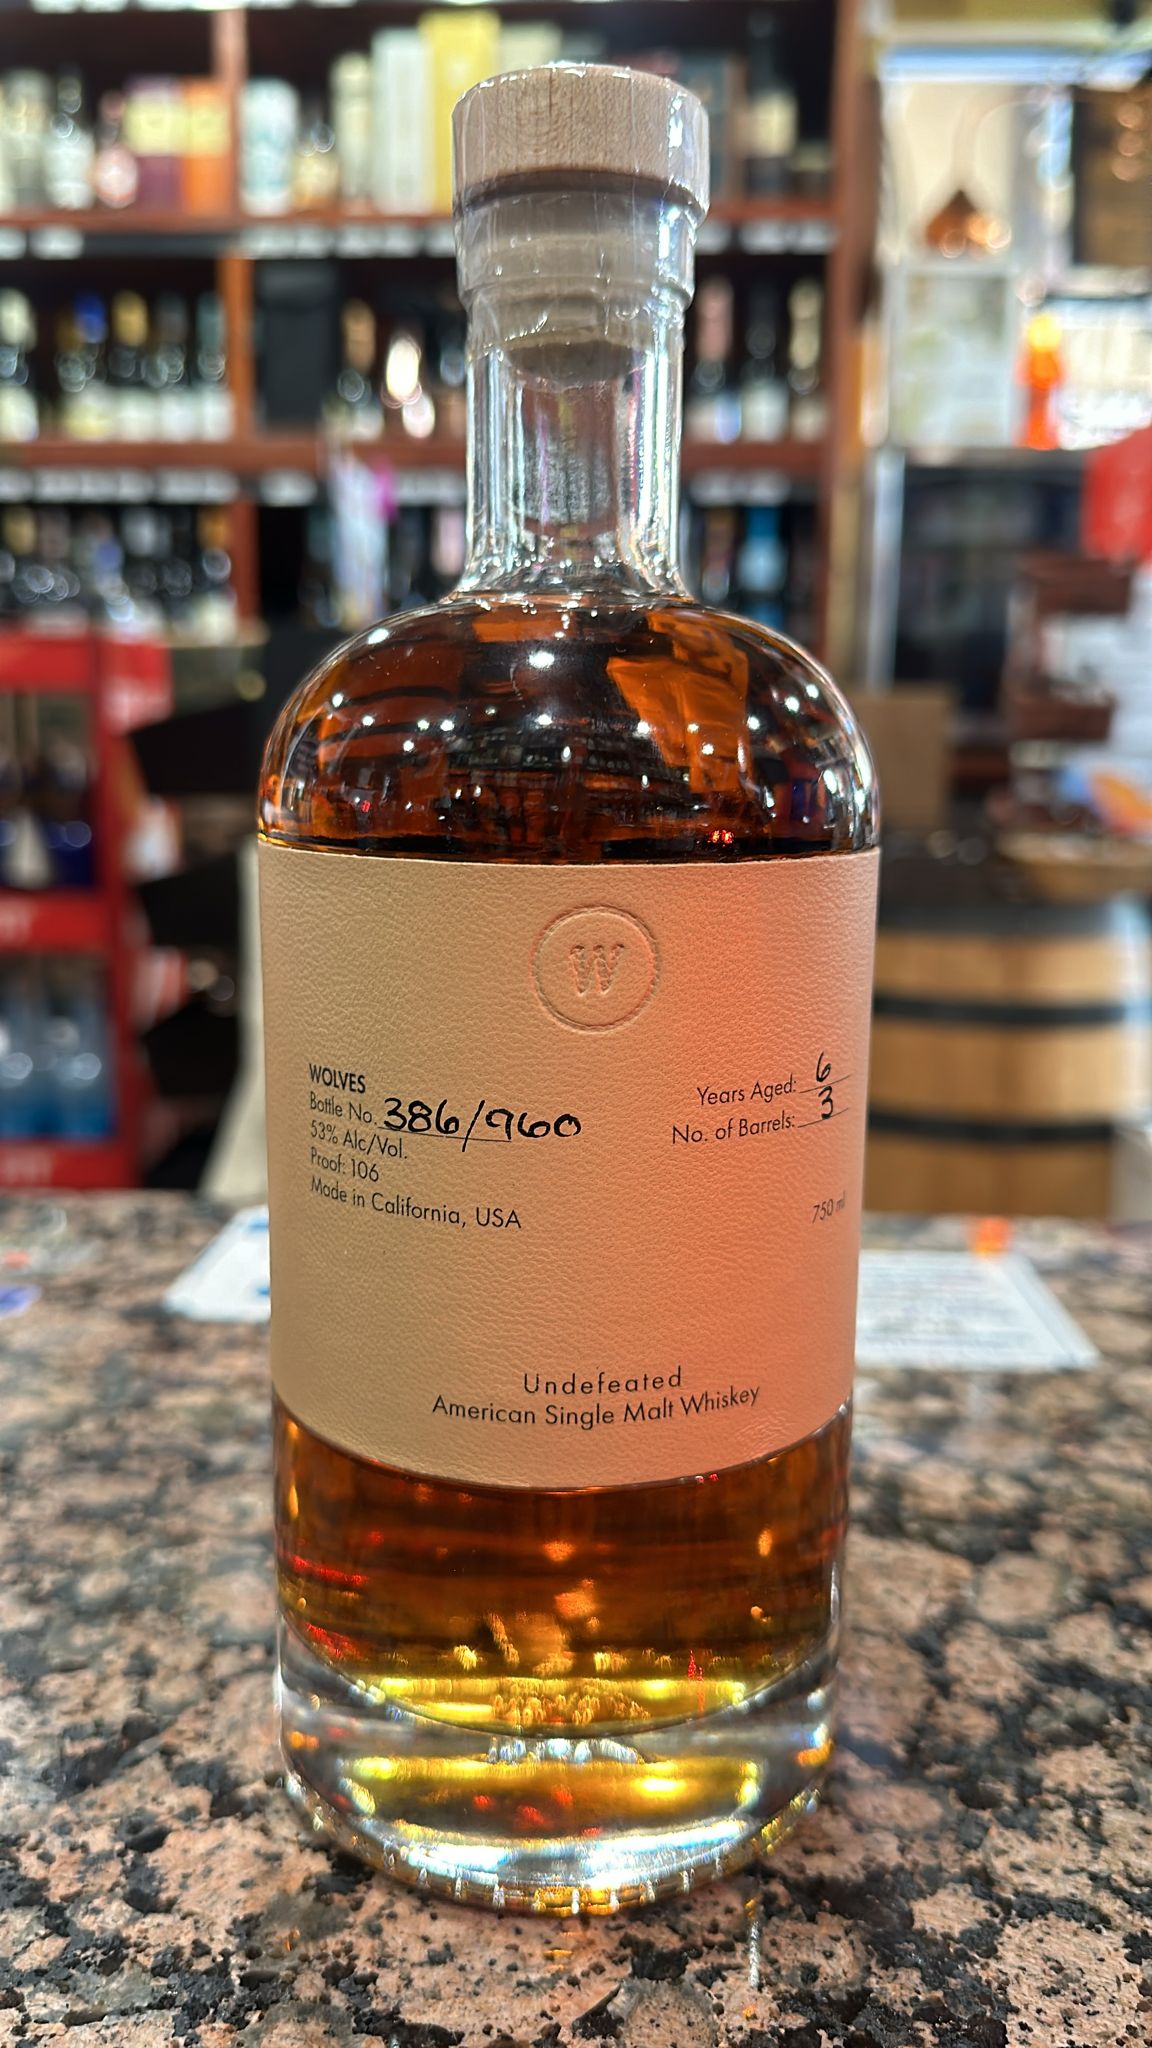 W
WOLVES
Bottle No. 386/960
53% Alc/Vol.
Proof: 106
Made in California, USA
Years Aged: 6
No. of Barrels: 3
750 ml
Undefeated
American Single Malt Whiskey